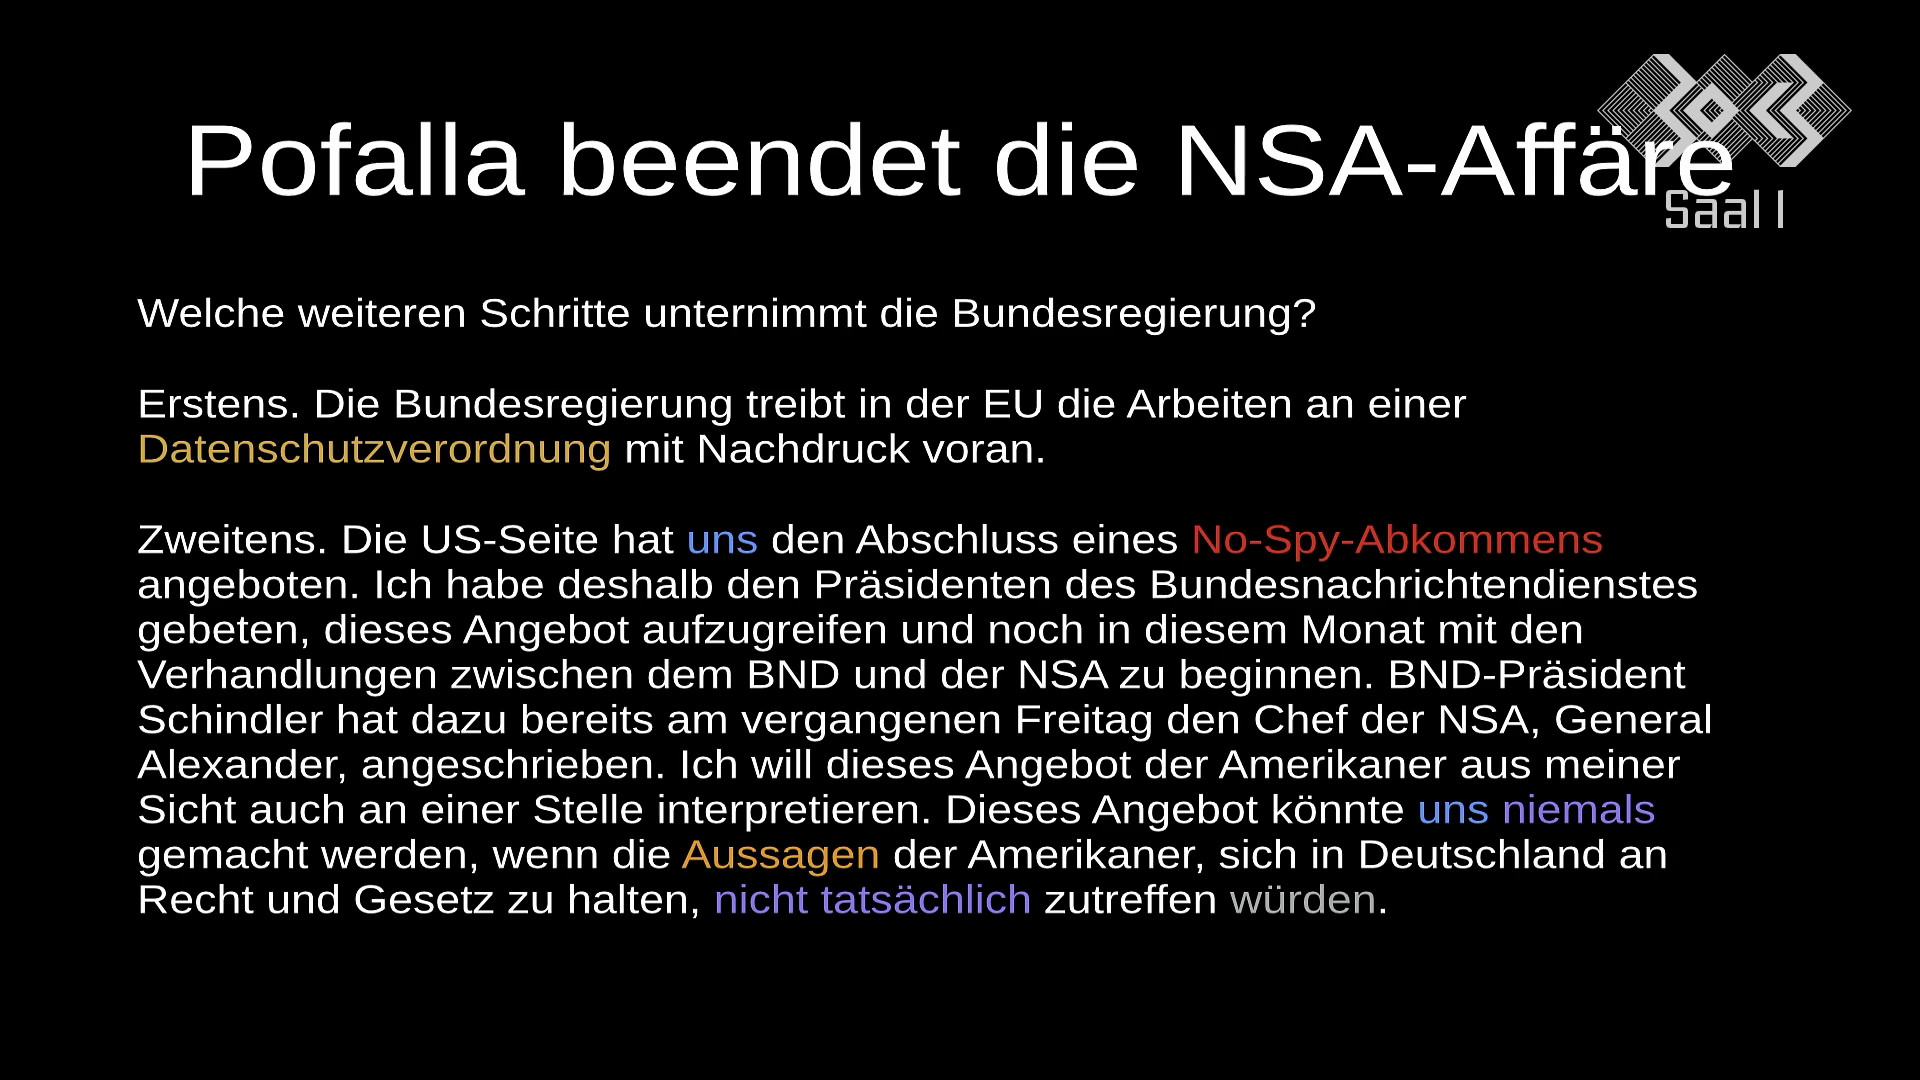 Pofalla beendet die NSA-Affäre
Saal 1
Welche weiteren Schritte unternimmt die Bundesregierung?
Erstens. Die Bundesregierung treibt in der EU die Arbeiten an einer
Datenschutzverordnung mit Nachdruck voran.
Zweitens. Die US-Seite hat uns den Abschluss eines No-Spy-Abkommens
angeboten. Ich habe deshalb den Präsidenten des Bundesnachrichtendienstes
gebeten, dieses Angebot aufzugreifen und noch in diesem Monat mit den
Verhandlungen zwischen dem BND und der NSA zu beginnen. BND-Präsident
Schindler hat dazu bereits am vergangenen Freitag den Chef der NSA, General
Alexander, angeschrieben. Ich will dieses Angebot der Amerikaner aus meiner
Sicht auch an einer Stelle interpretieren. Dieses Angebot könnte uns niemals
gemacht werden, wenn die Aussagen der Amerikaner, sich in Deutschland an
Recht und Gesetz zu halten, nicht tatsächlich zutreffen würden.